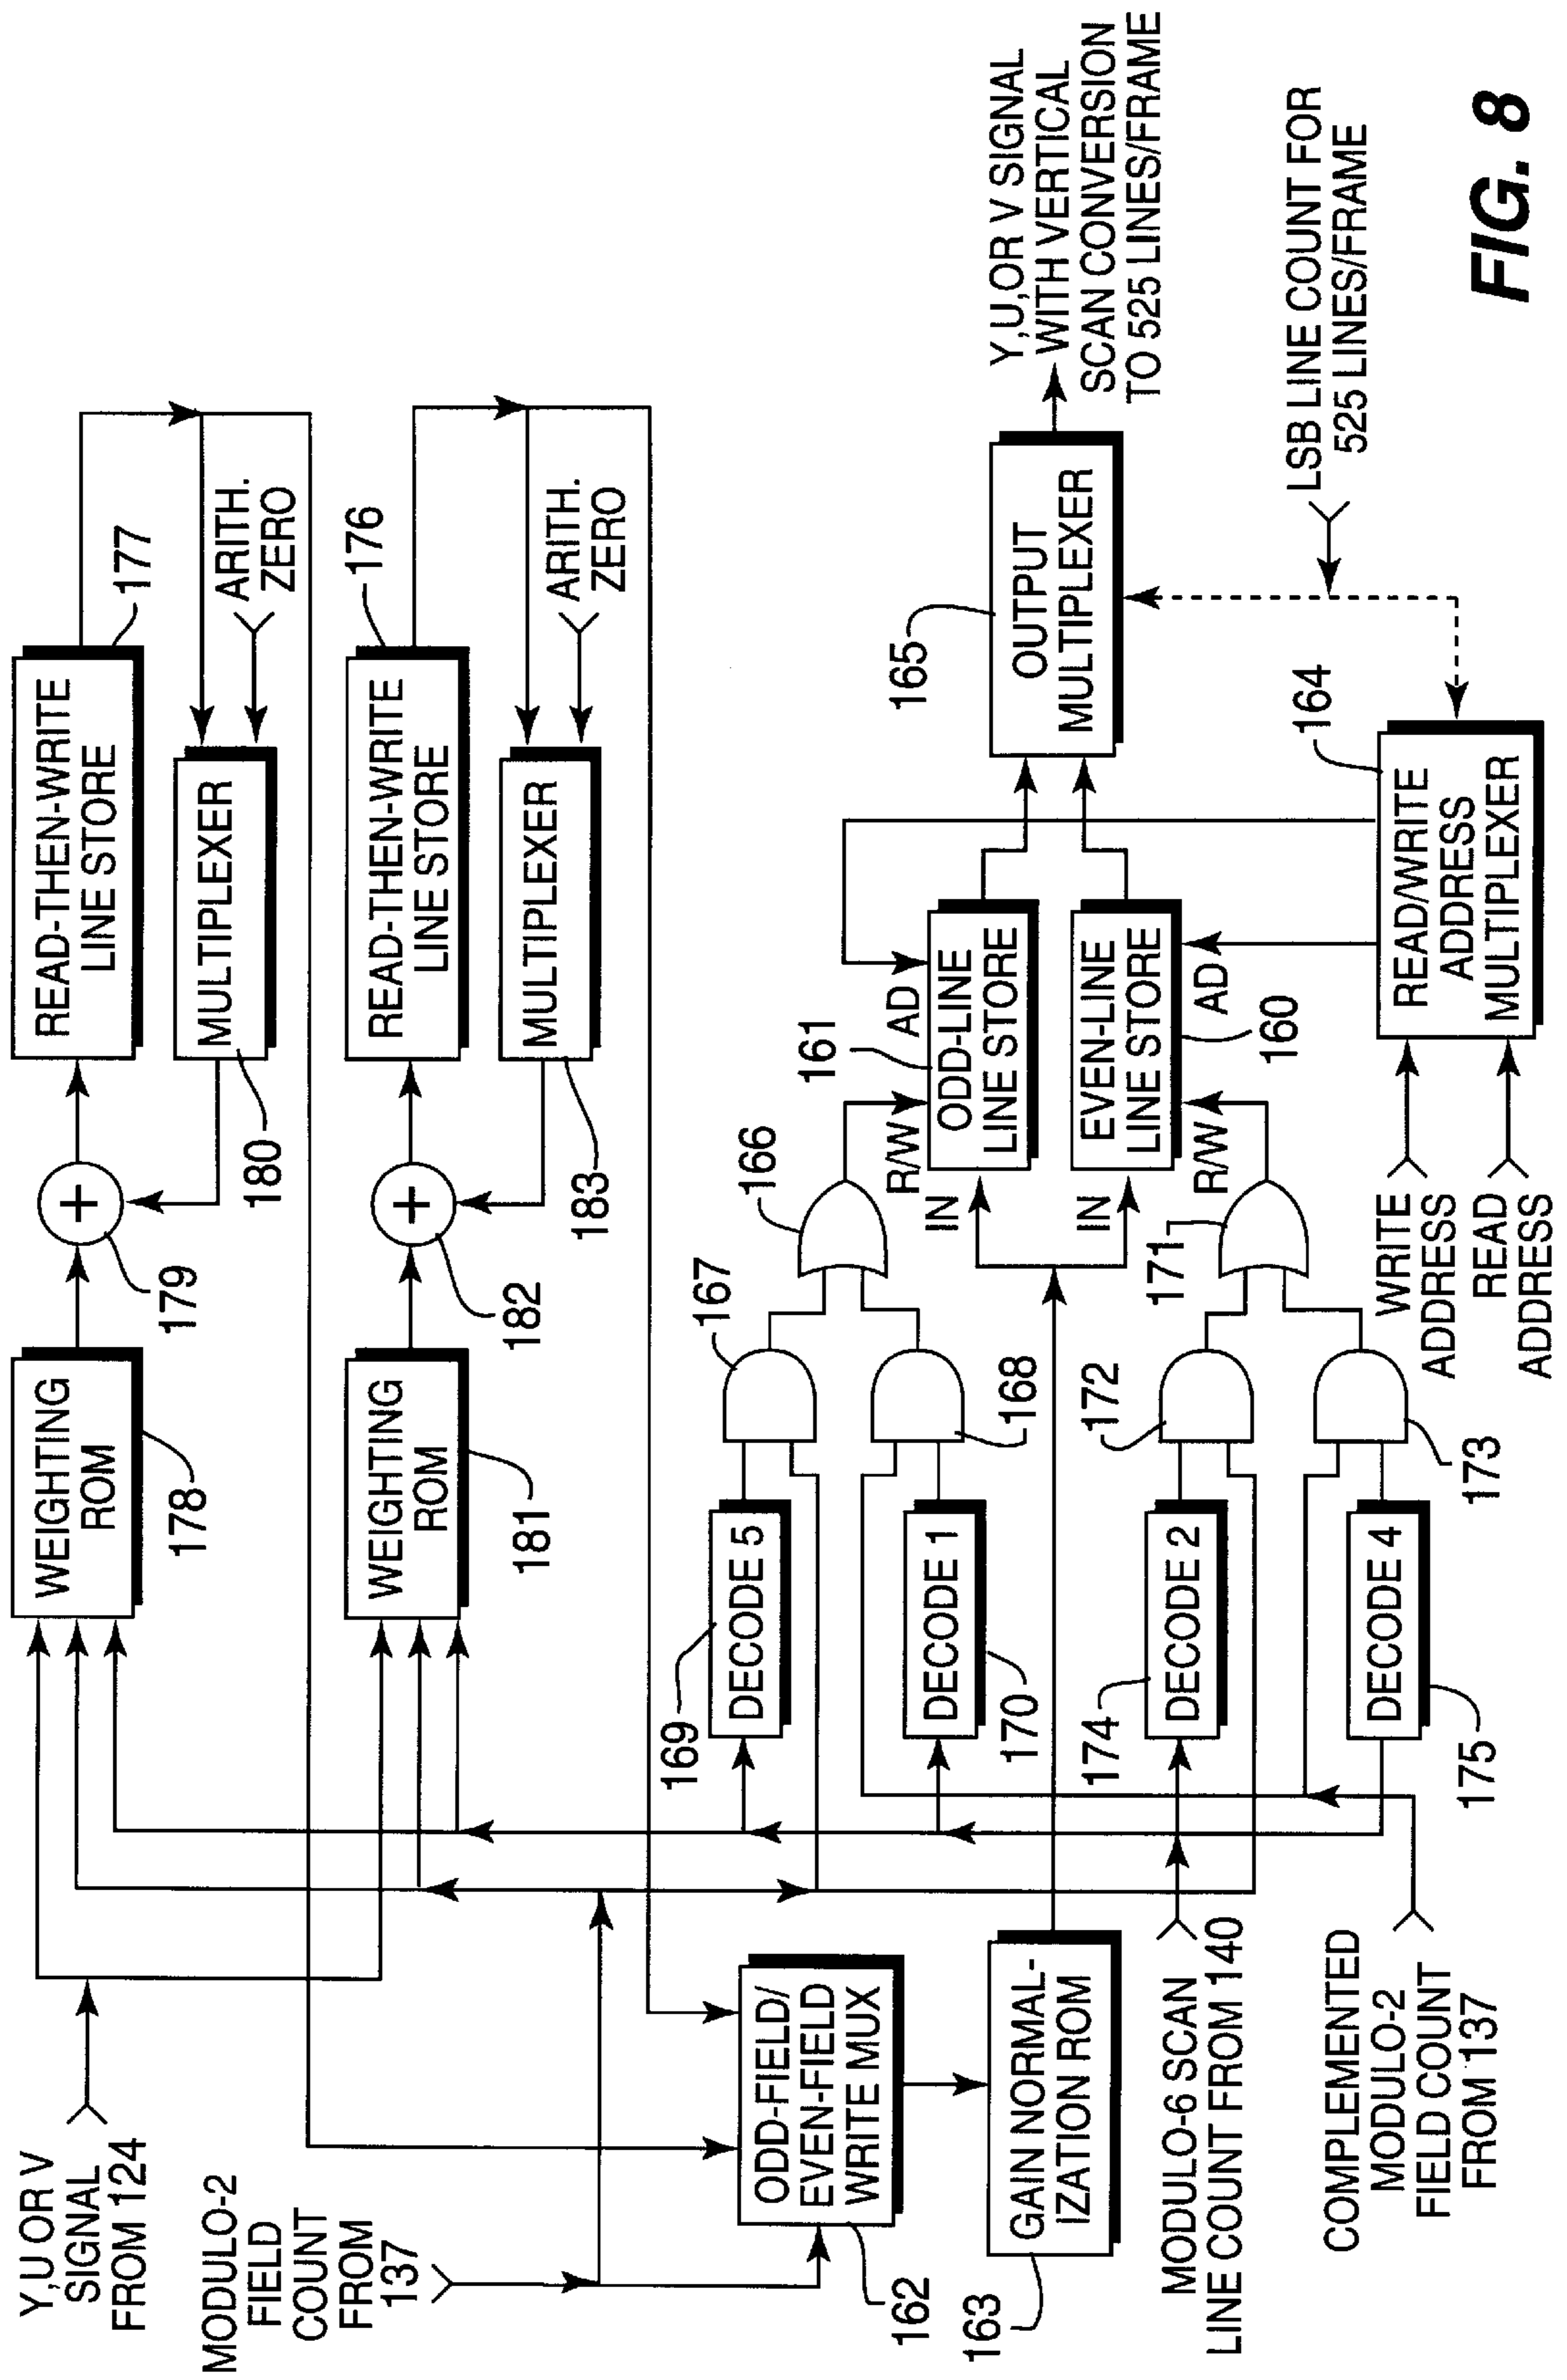 Y,U OR V
SIGNAL
FROM 124
MODULO-2
FIELD
COUNT
FROM
137
WEIGHTING
ROM
178
179
180
READ-THEN-WRITE
LINE STORE
177
MULTIPLEXER
ARITH.
ZERO
WEIGHTING
ROM
181
182
183
READ-THEN-WRITE
LINE STORE
176
MULTIPLEXER
ARITH.
ZERO
ODD-FIELD/
EVEN-FIELD
WRITE MUX
162
GAIN NORMAL-
IZATION ROM
163
169
DECODE 5
167
166
DECODE 1
170
168
174
DECODE 2
172
171
DECODE 4
175
173
MODULO-6 SCAN
LINE COUNT FROM 140
COMPLEMENTED
MODULO-2
FIELD COUNT
FROM 137
161
R/W
AD
IN
ODD-LINE
LINE STORE
IN
EVEN-LINE
LINE STORE
R/W
AD
160
165
OUTPUT
MULTIPLEXER
Y,U,OR V SIGNAL
WITH VERTICAL
SCAN CONVERSION
TO 525 LINES/FRAME
LSB LINE COUNT FOR
525 LINES/FRAME
164
READ/WRITE
ADDRESS
MULTIPLEXER
WRITE
ADDRESS
READ
ADDRESS
FIG. 8